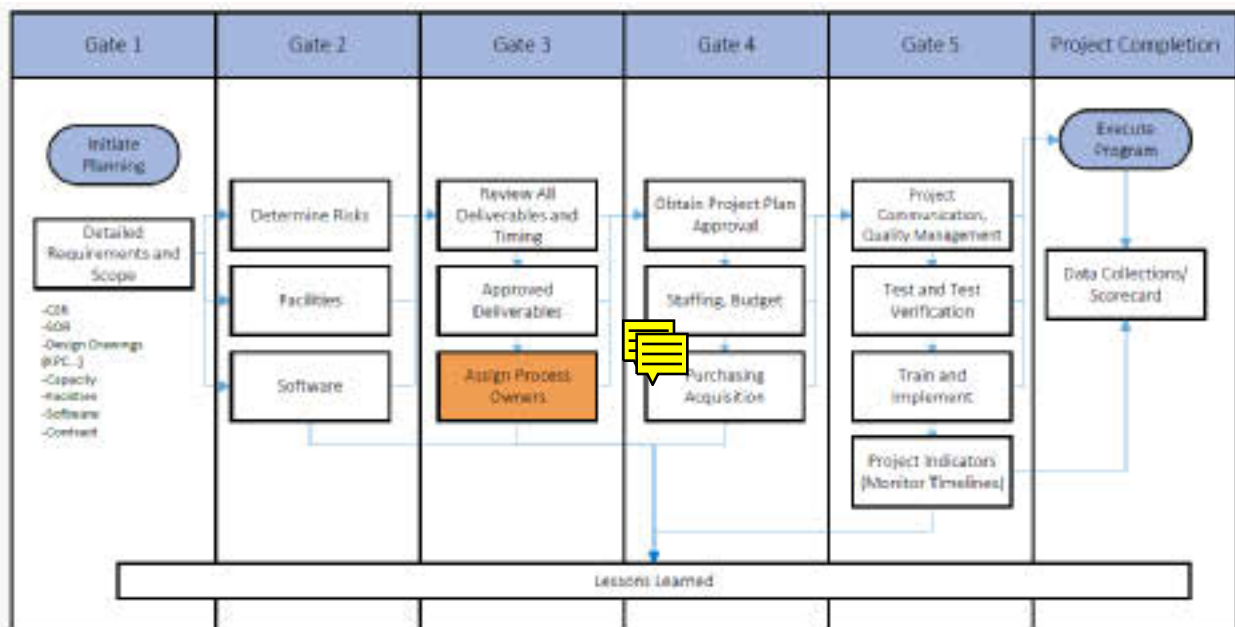 Gate 1
Gate 2
Gate 3
Gate 4
Gate 5
Project Completion
Initiate
Planning
Detailed
Requirements and
Scope
-Design Drawings
-Capacity
-Facilities
-Software
-Contract
Determine Risks
Facilities
Software
Review All
Deliverables and
Timing
Approved
Deliverables
Assign Process
Owners
Obtain Project Plan
Approval
Staffing, Budget
Purchasing
Acquisition
Project
Communication,
Quality Management
Test and Test
Verification
Train and
Implement
Project Indicators
(Monitor Timelines)
Execute
Program
Data Collections/
Scorecard
Lessons Learned